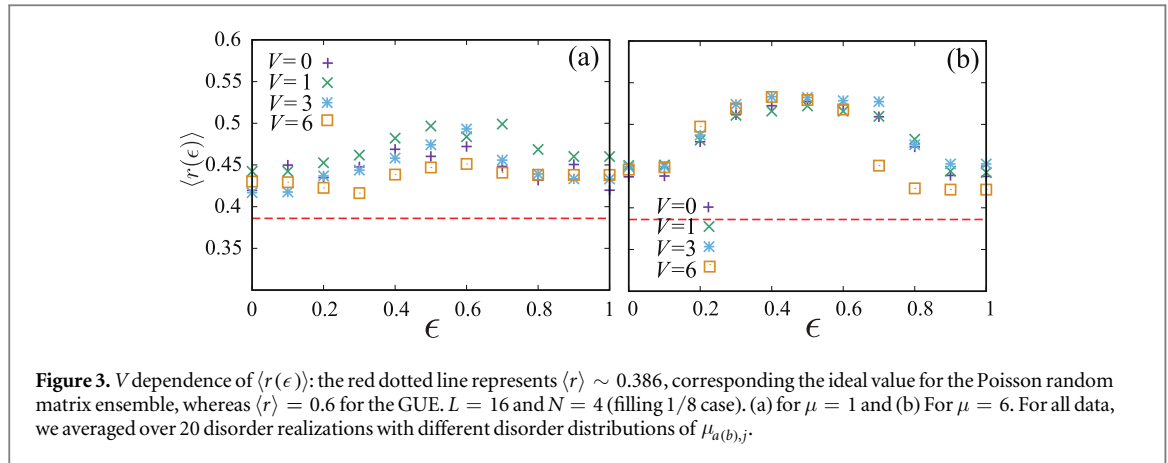 0.6
0.55
0.5
0.45
0.4
0.35
⟨r(ϵ)⟩
(a)
V=0
V=1
V=3
V=6
0 0.2 0.4 0.6 0.8 1
ϵ
(b)
V=0
V=1
V=3
V=6
0 0.2 0.4 0.6 0.8 1
ϵ
Figure 3. V dependence of ⟨r(ϵ)⟩: the red dotted line represents ⟨r⟩ ∼ 0.386, corresponding the ideal value for the Poisson random
matrix ensemble, whereas ⟨r⟩ = 0.6 for the GUE. L = 16 and N = 4 (filling 1/8 case). (a) for μ = 1 and (b) For μ = 6. For all data,
we averaged over 20 disorder realizations with different disorder distributions of μ_{a(b),j}.